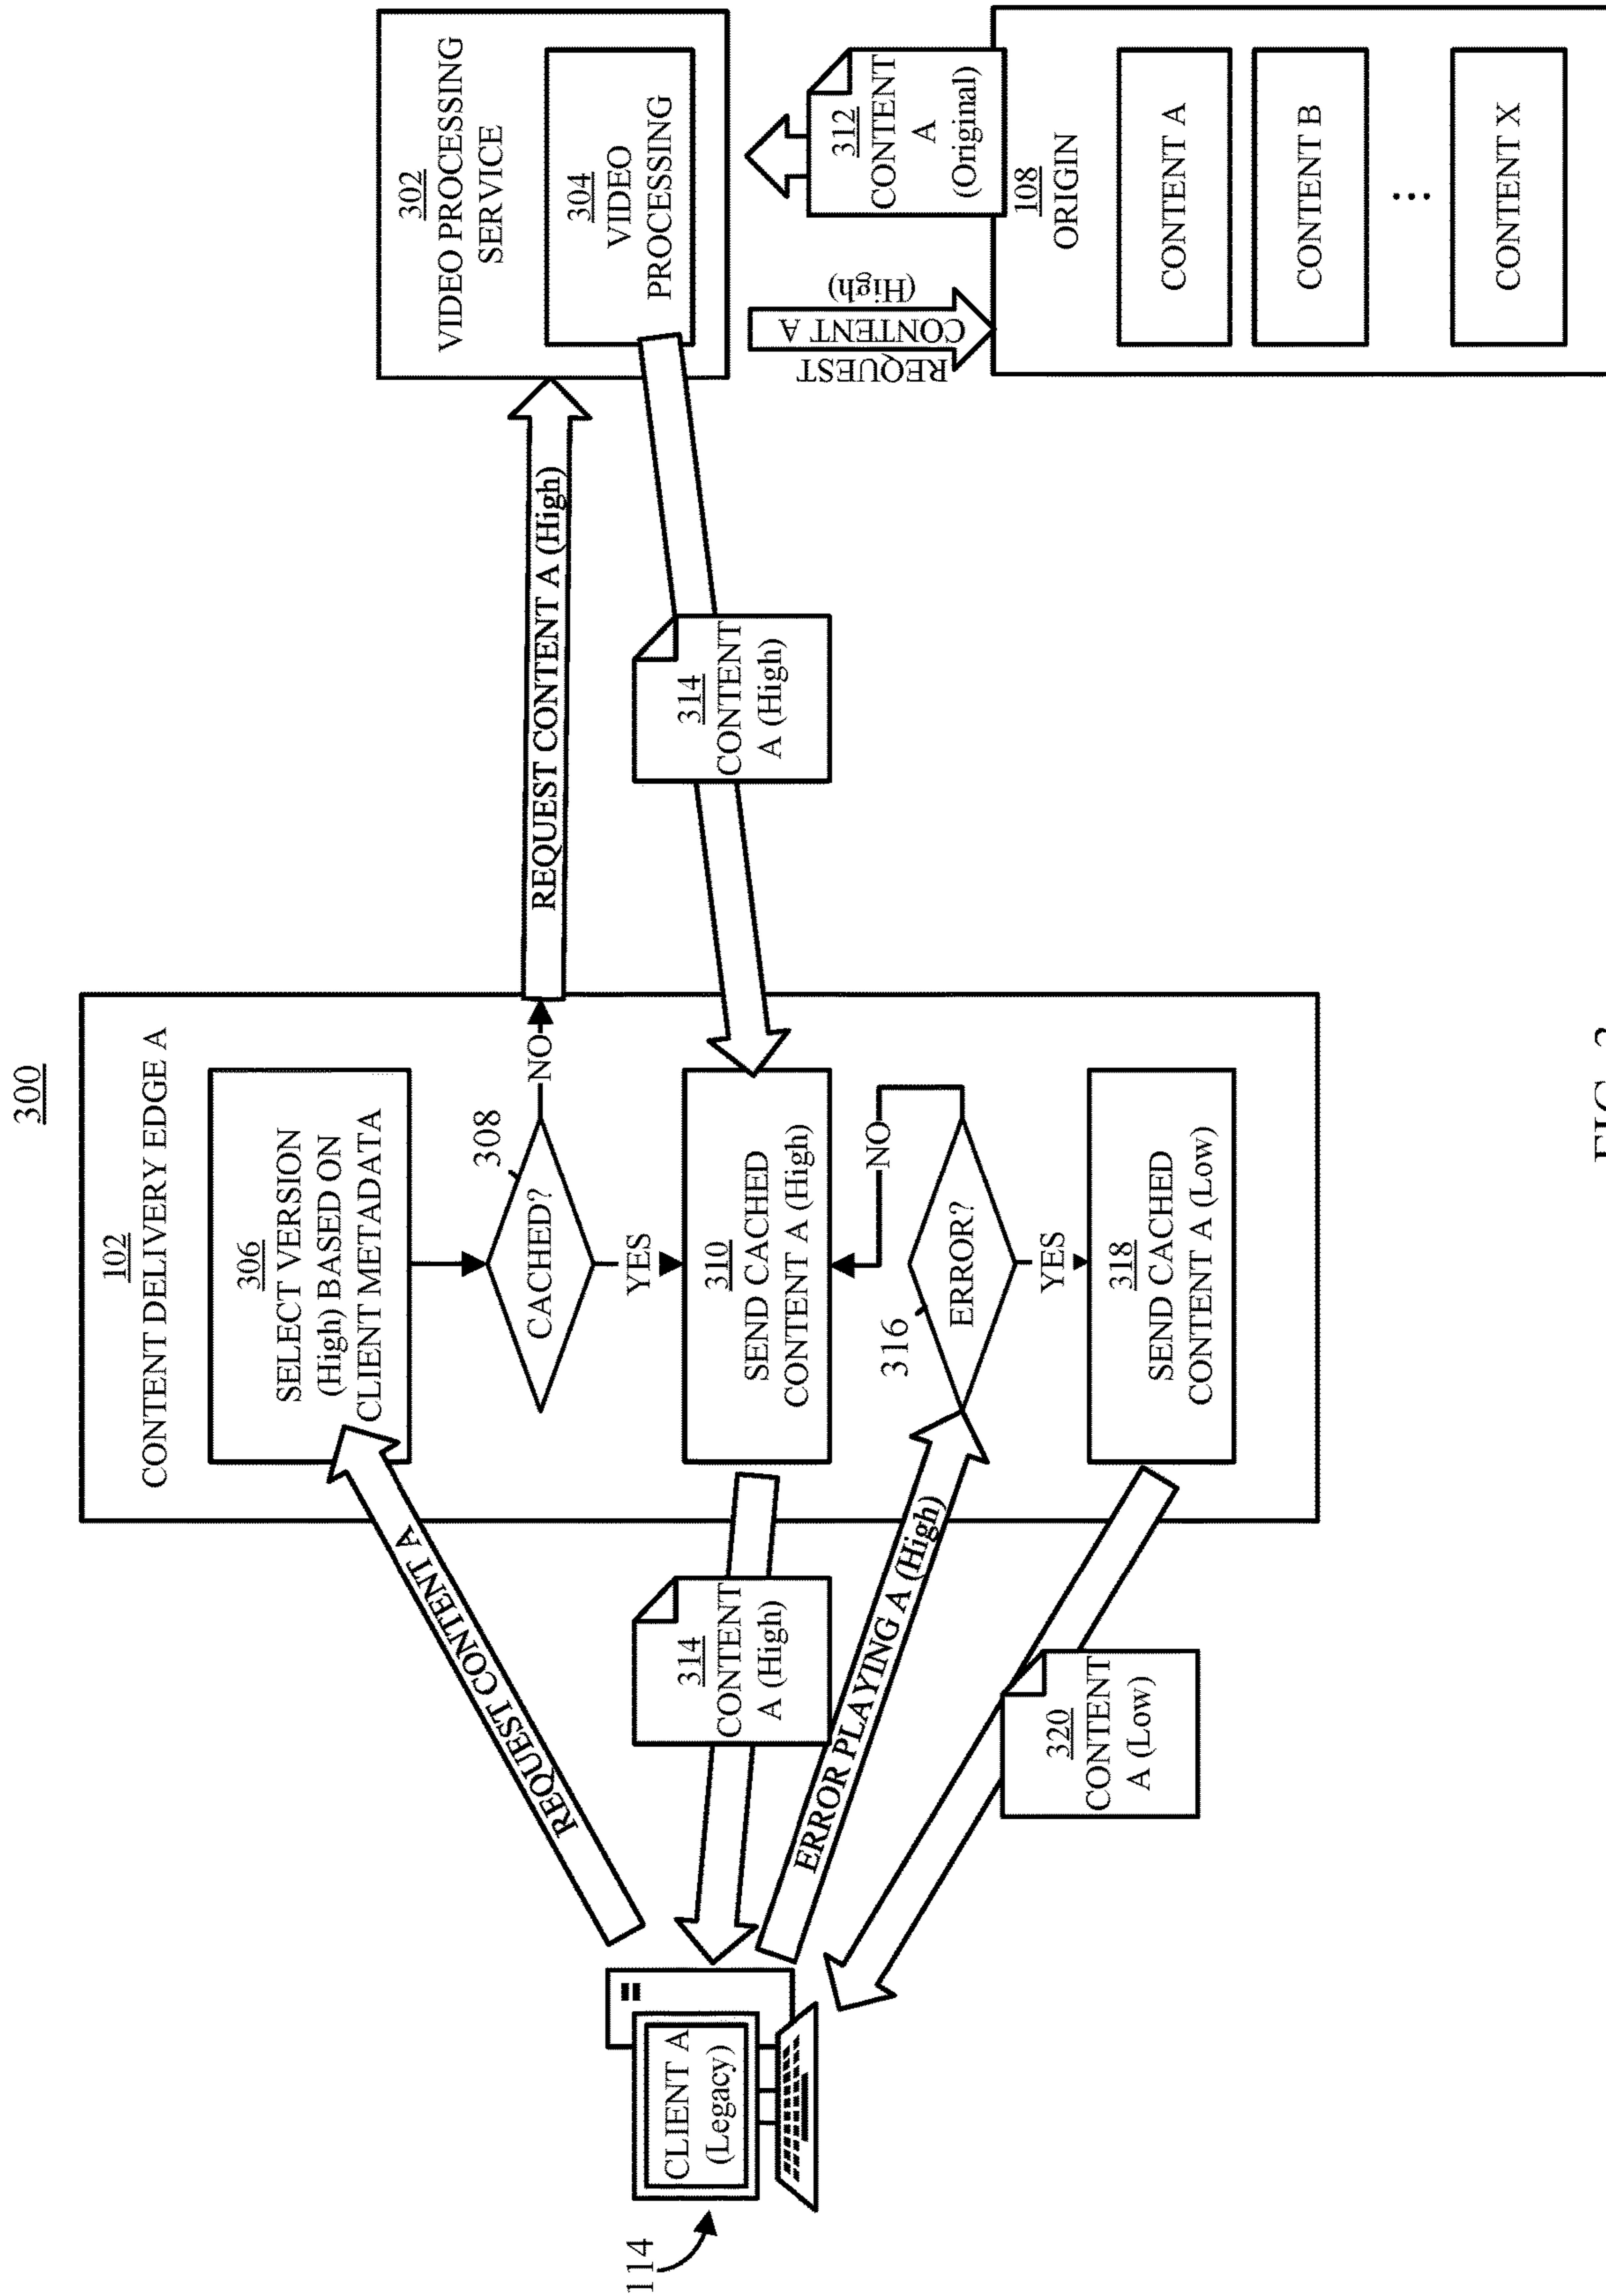 300
102
CONTENT DELIVERY EDGE A
306
SELECT VERSION
(High) BASED ON
CLIENT METADATA
308
CACHED?
NO
YES
310
SEND CACHED
CONTENT A (High)
NO
316
ERROR?
YES
318
SEND CACHED
CONTENT A (Low)
114
CLIENT A
(Legacy)
REQUEST CONTENT A
314
CONTENT
A (High)
ERROR PLAYING A (High)
320
CONTENT
A (Low)
REQUEST CONTENT A (High)
314
CONTENT
A (High)
302
VIDEO PROCESSING
SERVICE
304
VIDEO
PROCESSING
REQUEST
CONTENT A
(High)
312
CONTENT
A
(Original)
108
ORIGIN
CONTENT A
CONTENT B
...
CONTENT X